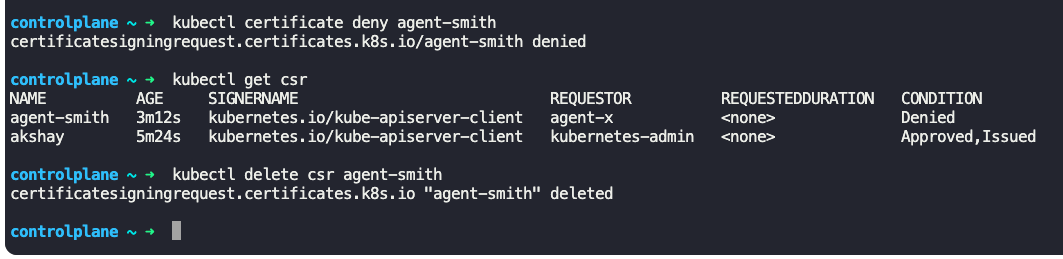 controlplane ~ ➜  kubectl certificate deny agent-smith
certificatesigningrequest.certificates.k8s.io/agent-smith denied
controlplane ~ ➜  kubectl get csr
NAME          AGE     SIGNERNAME                            REQUESTOR          REQUESTEDDURATION   CONDITION
agent-smith   3m12s   kubernetes.io/kube-apiserver-client   agent-x            <none>              Denied
akshay        5m24s   kubernetes.io/kube-apiserver-client   kubernetes-admin   <none>              Approved,Issued
controlplane ~ ➜  kubectl delete csr agent-smith
certificatesigningrequest.certificates.k8s.io "agent-smith" deleted
controlplane ~ ➜